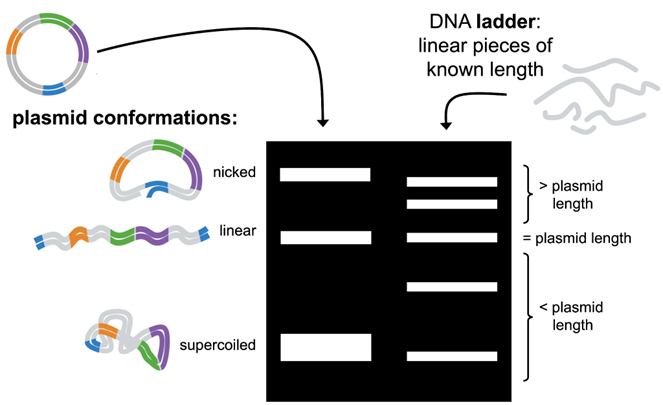 DNA ladder:
linear pieces of
known length
plasmid conformations:
nicked
linear
supercoiled
> plasmid
length
= plasmid length
< plasmid
length